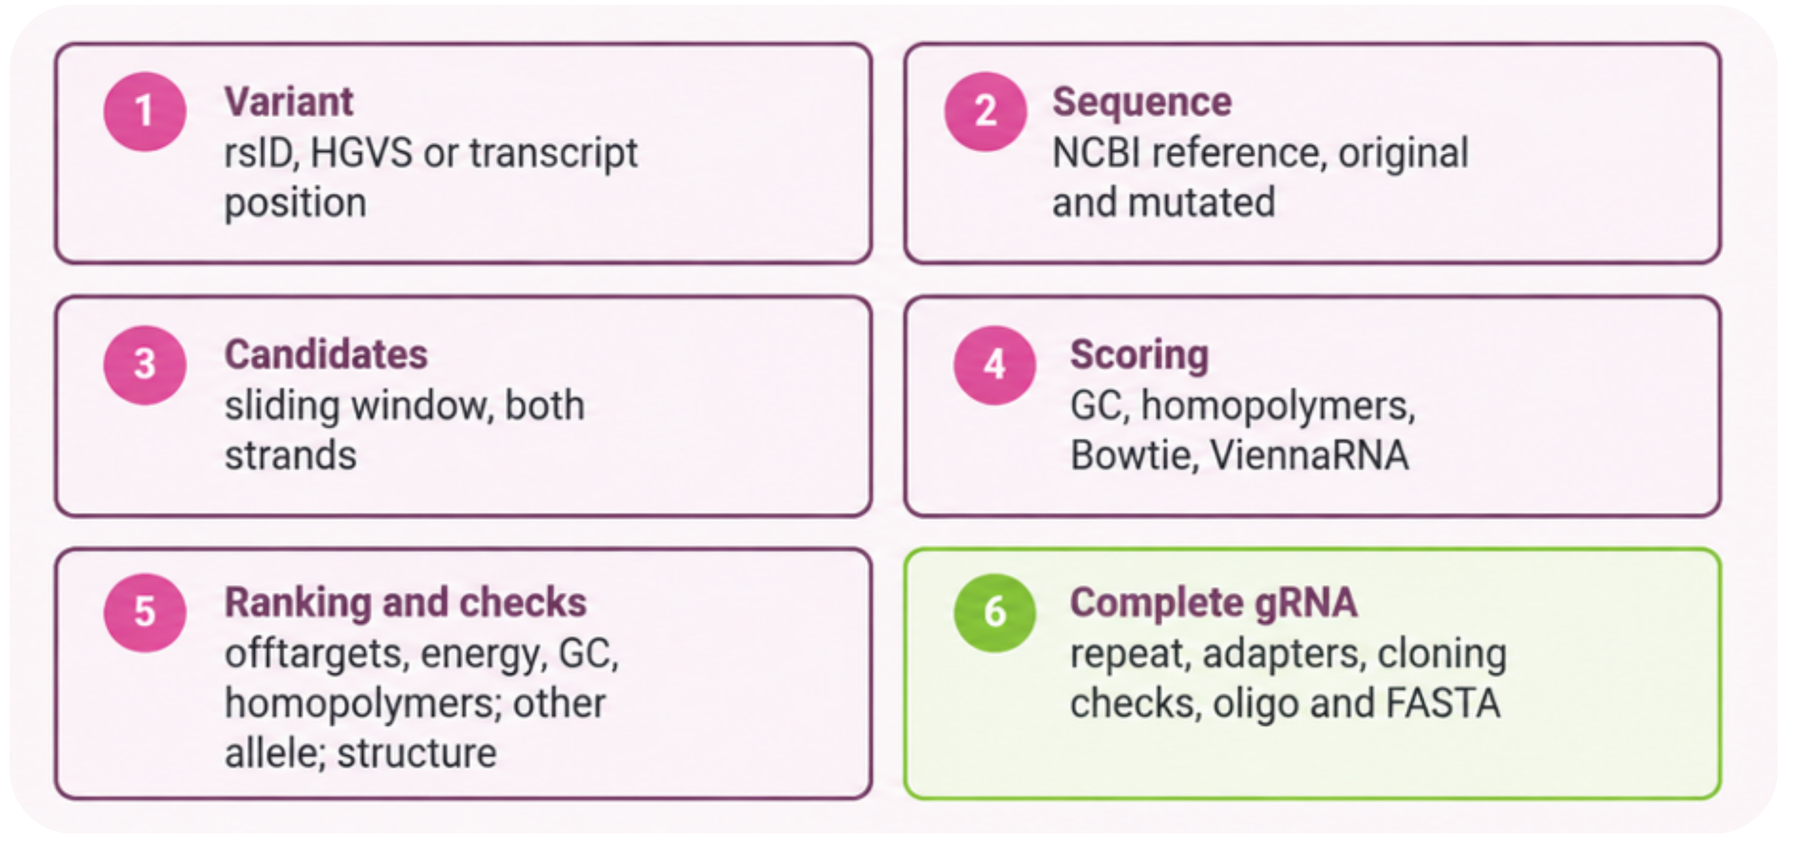 1
Variant
rsID, HGVS or transcript
position
2
Sequence
NCBI reference, original
and mutated
3
Candidates
sliding window, both
strands
4
Scoring
GC, homopolymers,
Bowtie, ViennaRNA
5
Ranking and checks
offtargets, energy, GC,
homopolymers; other
allele; structure
6
Complete gRNA
repeat, adapters, cloning
checks, oligo and FASTA